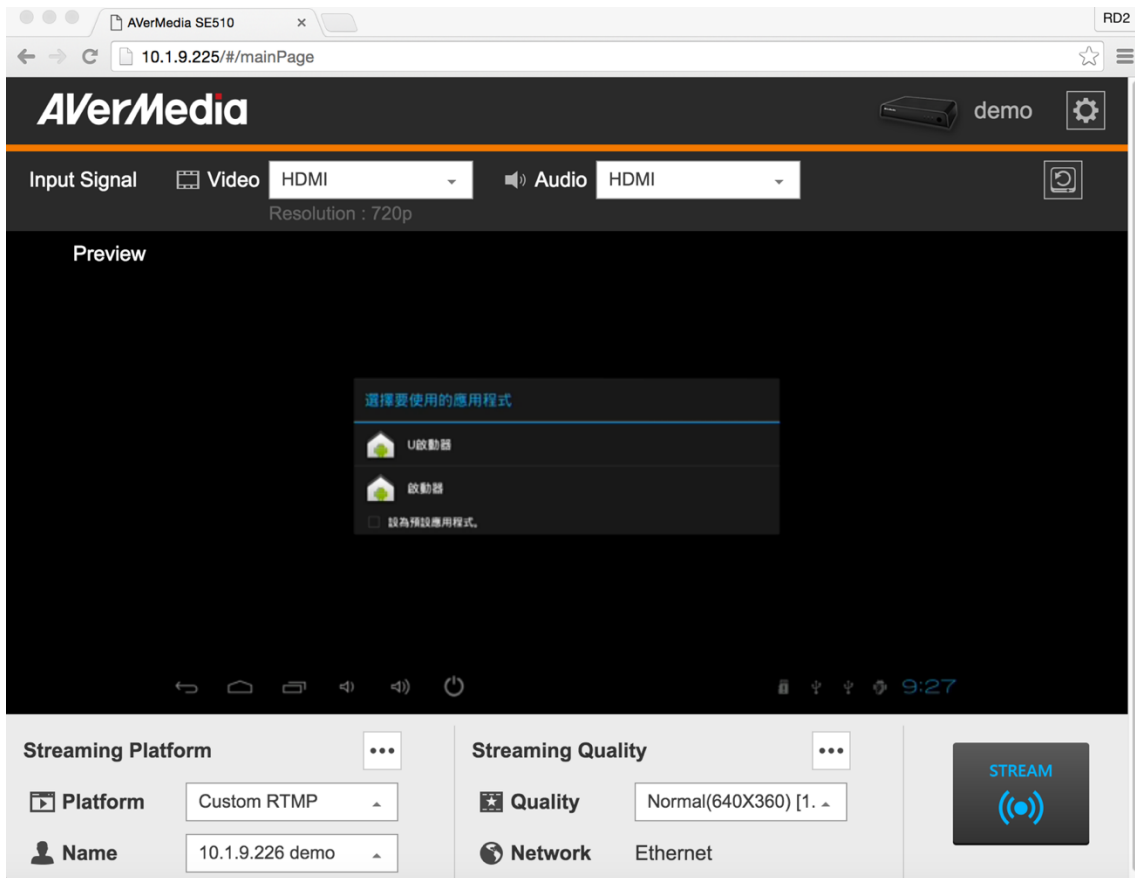 AVerMedia SE510
RD2
10.1.9.225/#/mainPage
AVerMedia
demo
Input Signal Video HDMI Audio HDMI
Resolution : 720p
Preview
選擇要使用的應用程式
U啟動器
啟動器
設為預設應用程式。
9:27
Streaming Platform
Platform Custom RTMP
Name 10.1.9.226 demo
Streaming Quality
Quality Normal(640X360) [1.
Network Ethernet
STREAM